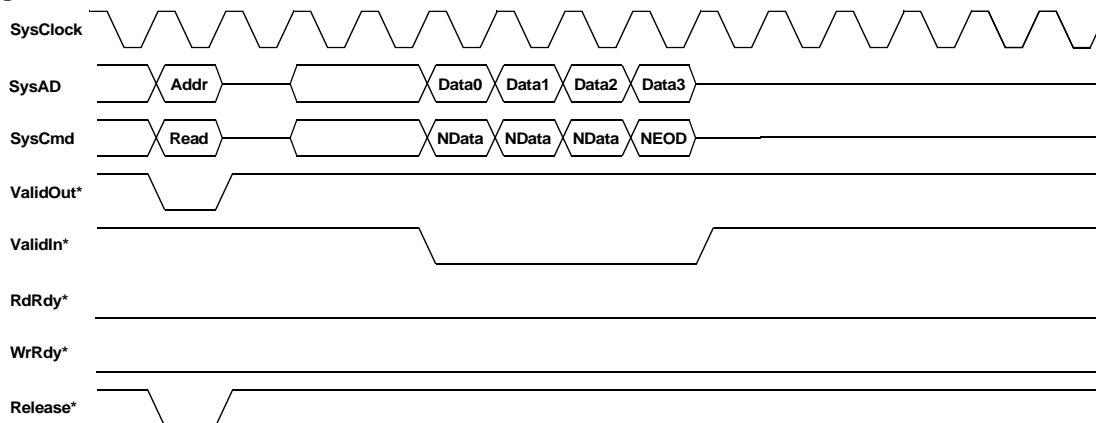 SysClock
SysAD Addr Data0 Data1 Data2 Data3
SysCmd Read NData NData NData NEOD
ValidOut*
ValidIn*
RdRdy*
WrRdy*
Release*